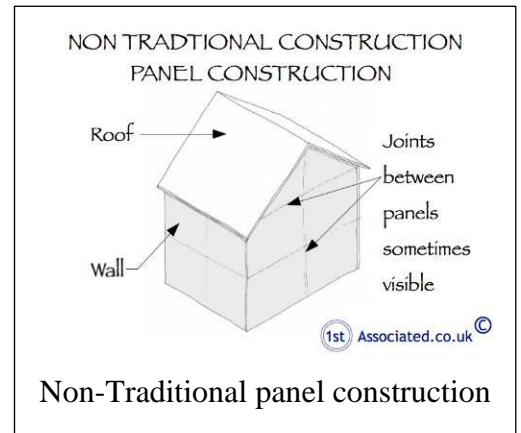 NON TRADTIONAL CONSTRUCTION
PANEL CONSTRUCTION
Roof
Wall
Joints
between
panels
sometimes
visible
1st Associated.co.uk ©
Non-Traditional panel construction